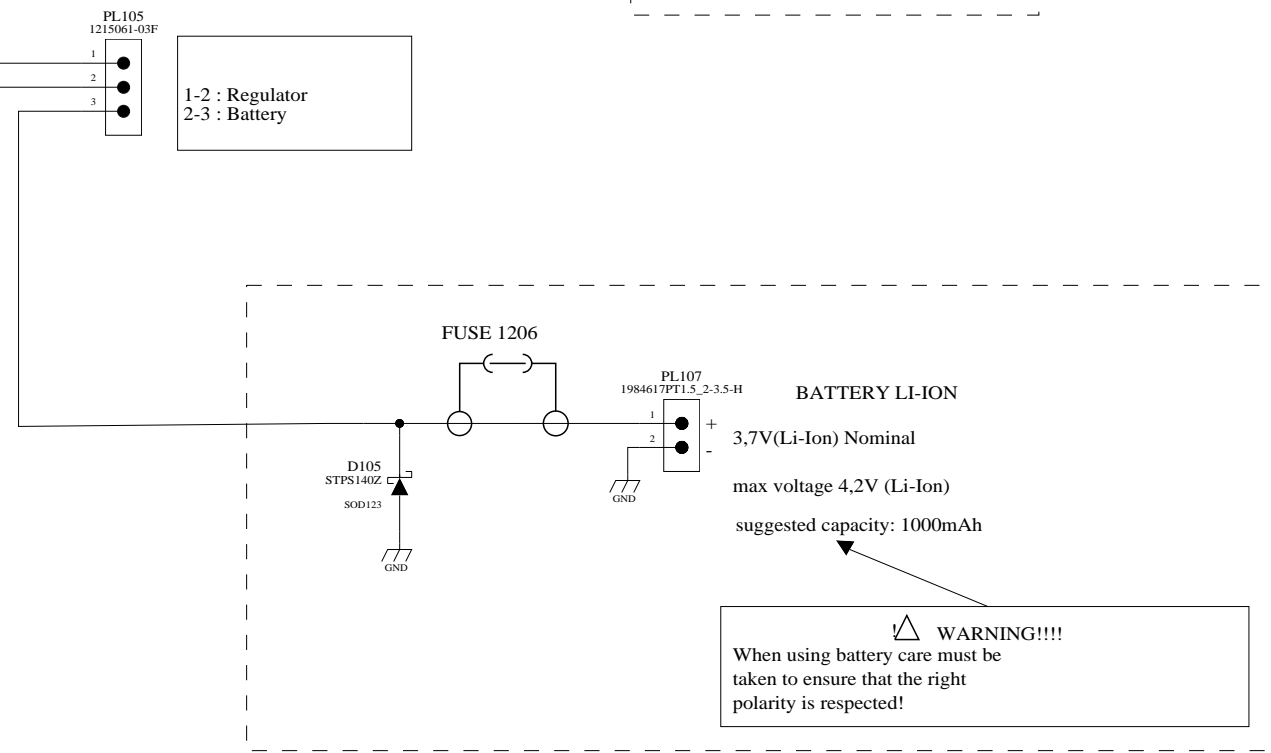 PL105
1215061-03F
1
2
3
1-2 : Regulator
2-3 : Battery
FUSE 1206
PL107
1984617PT1.5_2-3.5-H
1
2
+
-
BATTERY LI-ION
3,7V(Li-Ion) Nominal
max voltage 4,2V (Li-Ion)
suggested capacity: 1000mAh
D105
STPS140Z
SOD123
GND
GND
! WARNING!!!!
When using battery care must be
taken to ensure that the right
polarity is respected!